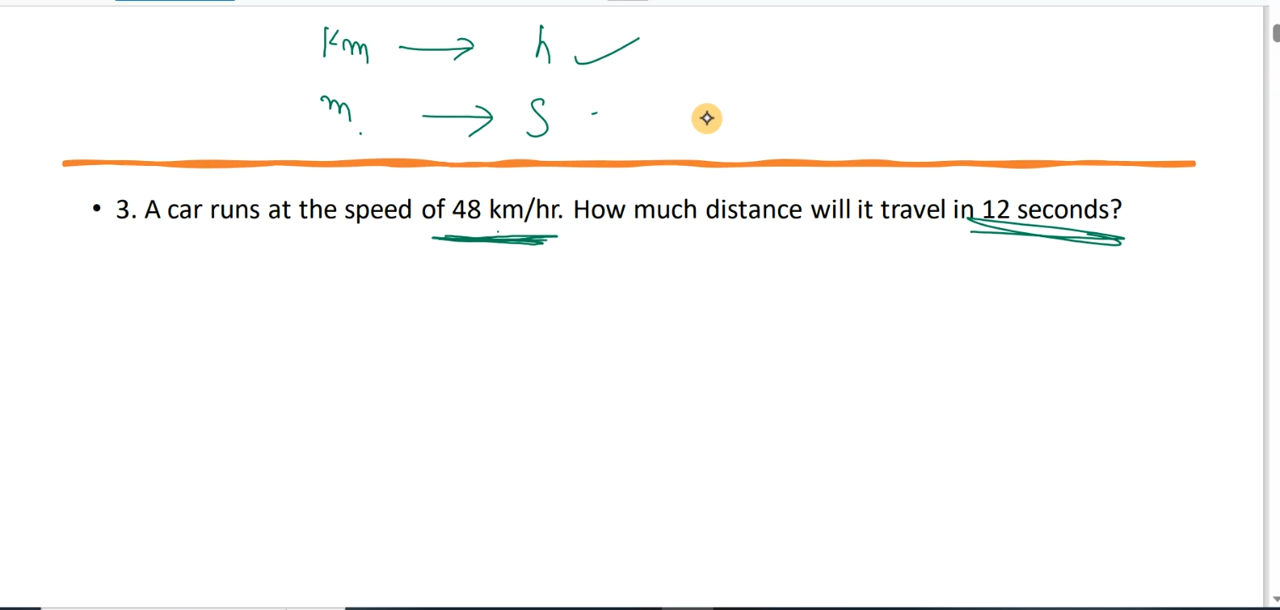 Km → h ✓
m. → S
• 3. A car runs at the speed of 48 km/hr. How much distance will it travel in 12 seconds?